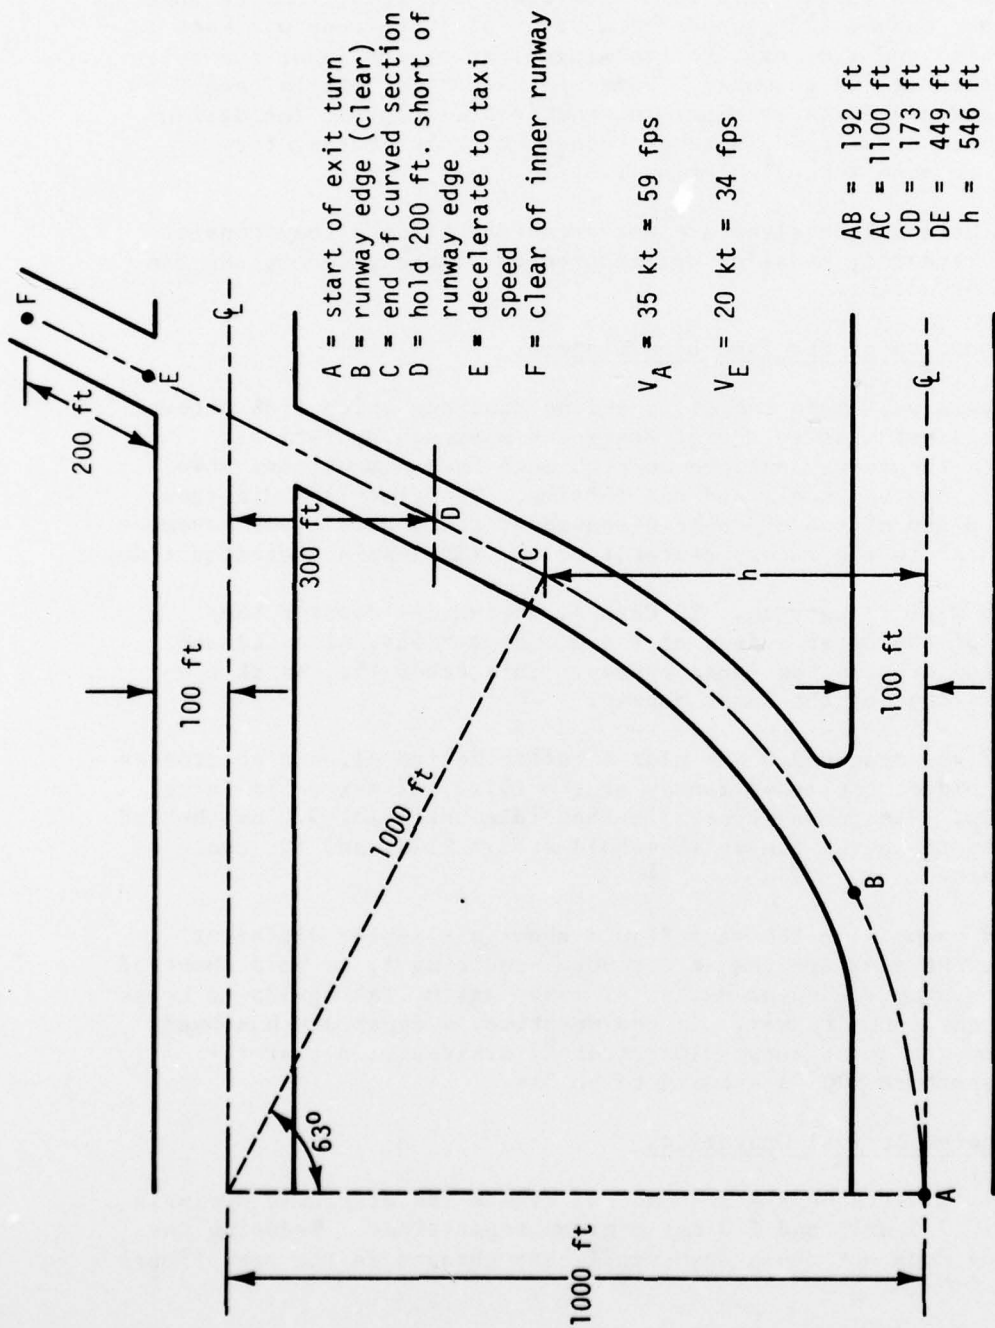 A = start of exit turn
B = runway edge (clear)
C = end of curved section
D = hold 200 ft. short of
runway edge
E = decelerate to taxi
speed
F = clear of inner runway
V_A = 35 kt = 59 fps
V_E = 20 kt = 34 fps
AB = 192 ft
AC = 1100 ft
CD = 173 ft
DE = 449 ft
h = 546 ft
F
200 ft
E
℄
100 ft
300 ft
D
C
1000 ft
h
63⁰
100 ft
B
℄
A
1000 ft